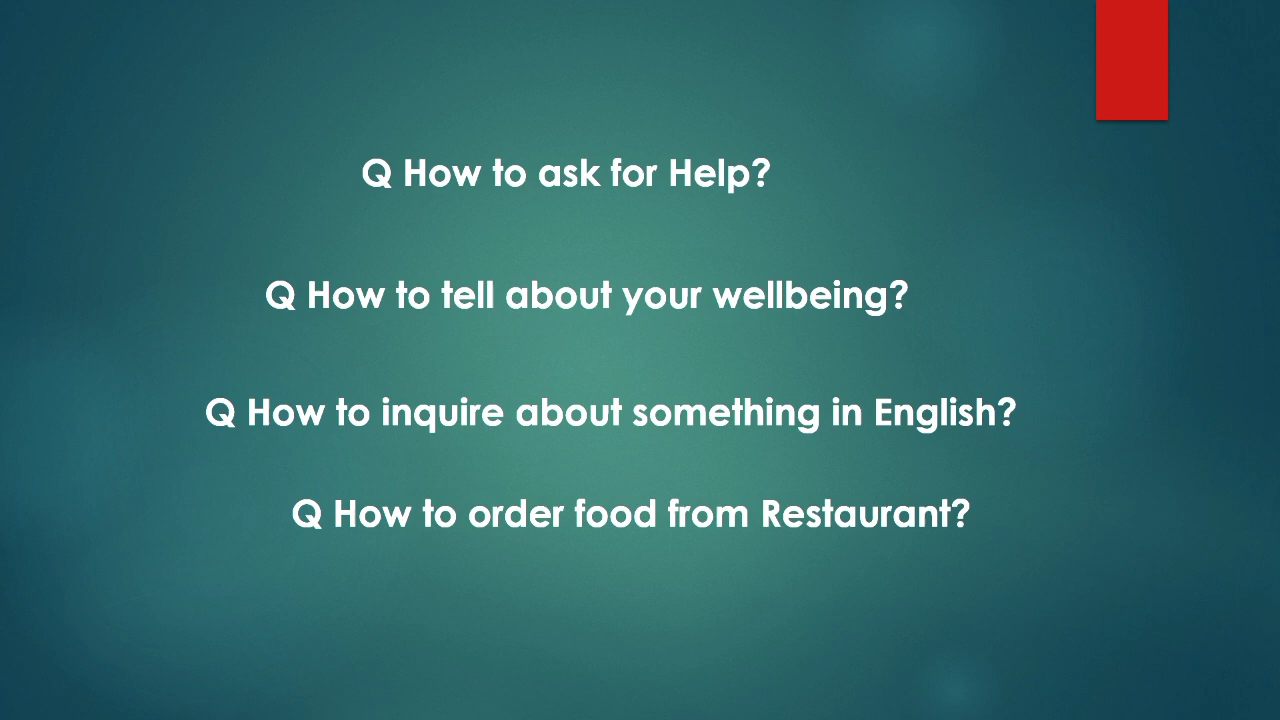 Q How to ask for Help?
Q How to tell about your wellbeing?
Q How to inquire about something in English?
Q How to order food from Restaurant?